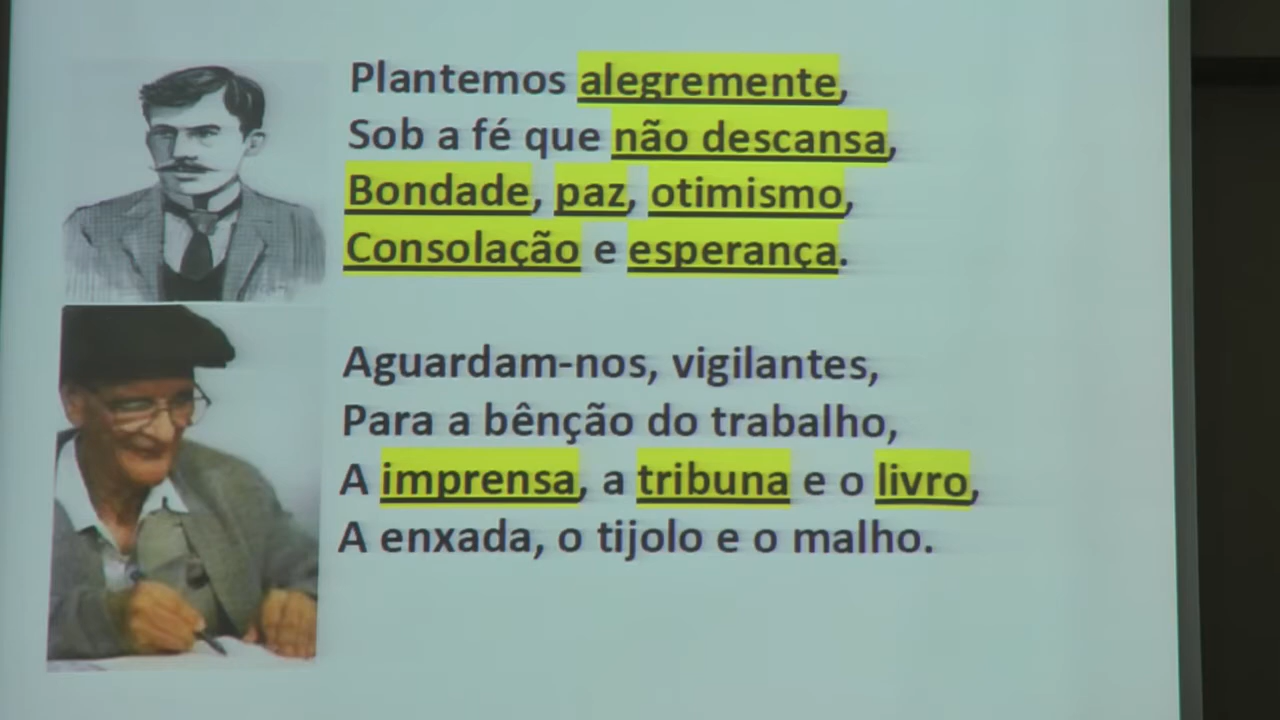 Plantemos alegremente,
Sob a fé que não descansa,
Bondade, paz, otimismo,
Consolação e esperança.
Aguardam-nos, vigilantes,
Para a bênção do trabalho,
A imprensa, a tribuna e o livro,
A enxada, o tijolo e o malho.